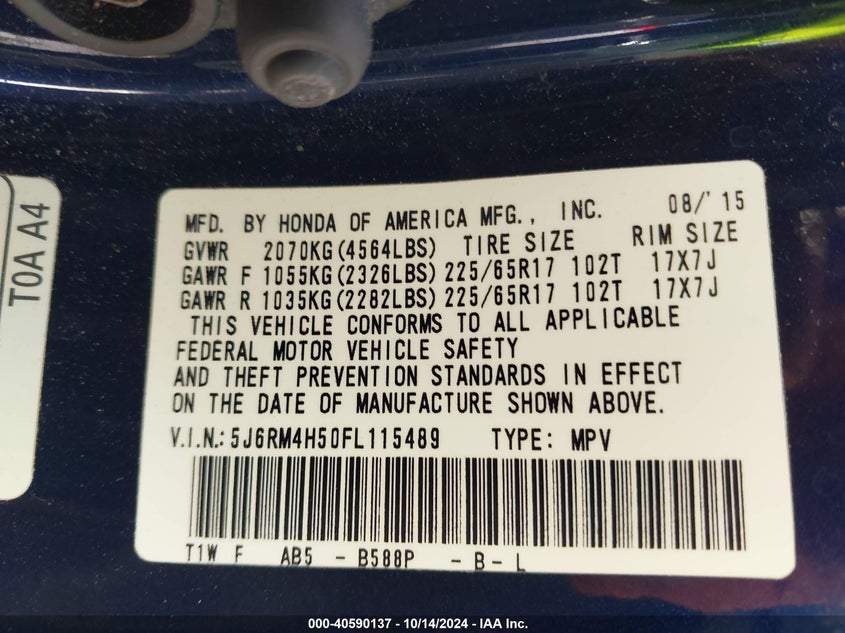 T0A A4
MFD. BY HONDA OF AMERICA MFG., INC. 08/'15
GVWR 2070KG(4564LBS) TIRE SIZE RIM SIZE
GAWR F 1055KG(2326LBS) 225/65R17 102T 17X7J
GAWR R 1035KG(2282LBS) 225/65R17 102T 17X7J
THIS VEHICLE CONFORMS TO ALL APPLICABLE
FEDERAL MOTOR VEHICLE SAFETY
AND THEFT PREVENTION STANDARDS IN EFFECT
ON THE DATE OF MANUFACTURE SHOWN ABOVE.
V.I.N.: 5J6RM4H50FL115489 TYPE: MPV
T1W F AB5 - B588P - B - L
000-40590137 - 10/14/2024 - IAA Inc.